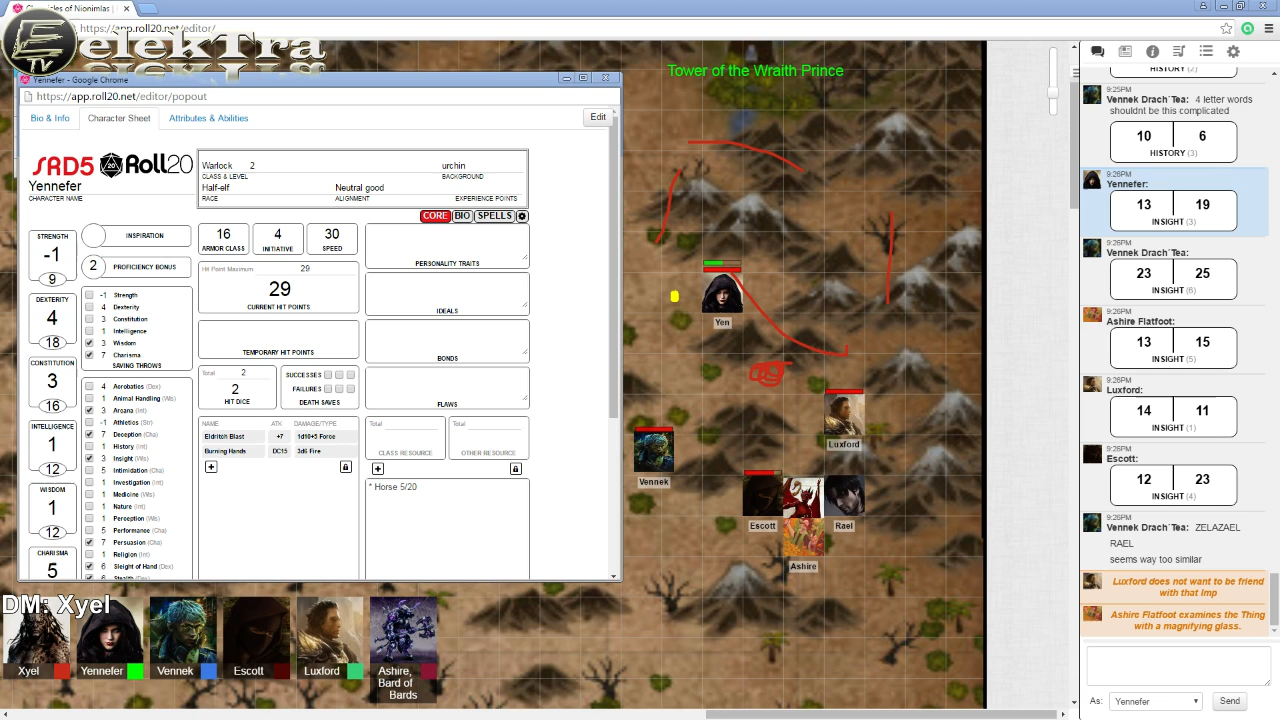 Chronicles of Nionimlas |
https://app.roll20.net/editor/
elekTra
TV
Yennefer - Google Chrome
https://app.roll20.net/editor/popout
Bio & Info
Character Sheet
Attributes & Abilities
Edit
SRD5 Roll20
Yennefer
CHARACTER NAME
Warlock 2
urchin
CLASS & LEVEL
BACKGROUND
Half-elf
Neutral good
RACE
ALIGNMENT
EXPERIENCE POINTS
CORE BIO SPELLS
STRENGTH
-1
9
DEXTERITY
4
18
CONSTITUTION
3
16
INTELLIGENCE
1
12
WISDOM
1
12
CHARISMA
5
INSPIRATION
2 PROFICIENCY BONUS
-1 Strength
4 Dexterity
3 Constitution
1 Intelligence
3 Wisdom
7 Charisma
SAVING THROWS
4 Acrobatics (Dex)
1 Animal Handling (Wis)
3 Arcana (Int)
-1 Athletics (Str)
7 Deception (Cha)
1 History (Int)
3 Insight (Wis)
5 Intimidation (Cha)
1 Investigation (Int)
1 Medicine (Wis)
1 Nature (Int)
1 Perception (Wis)
5 Performance (Cha)
7 Persuasion (Cha)
1 Religion (Int)
6 Sleight of Hand (Dex)
6 Stealth (Dex)
16
ARMOR CLASS
4
INITIATIVE
30
SPEED
Hit Point Maximum: 29
29
CURRENT HIT POINTS
TEMPORARY HIT POINTS
Total 2
2
HIT DICE
SUCCESSES
FAILURES
DEATH SAVES
NAME ATK DAMAGE/TYPE
Eldritch Blast +7 1d10+5 Force
Burning Hands DC15 3d6 Fire
PERSONALITY TRAITS
IDEALS
BONDS
FLAWS
Total
CLASS RESOURCE
Total
OTHER RESOURCE
* Horse 5/20
Tower of the Wraith Prince
Yen
Luxford
Vennek
Escott
Rael
Ashire
DM: Xyel
Xyel
Yennefer
Vennek
Escott
Luxford
Ashire,
Bard of
Bards
HISTORY (2)
9:25PM
Vennek Drach`Tea: 4 letter words
shouldnt be this complicated
10 6
HISTORY (3)
9:26PM
Yennefer:
13 19
INSIGHT (3)
9:26PM
Vennek Drach`Tea:
23 25
INSIGHT (6)
9:26PM
Ashire Flatfoot:
13 15
INSIGHT (5)
9:26PM
Luxford:
14 11
INSIGHT (1)
9:26PM
Escott:
12 23
INSIGHT (4)
9:26PM
Vennek Drach`Tea: ZELAZAEL
RAEL
seems way too similar
Luxford does not want to be friend
with that Imp
Ashire Flatfoot examines the Thing
with a magnifying glass.
As: Yennefer
Send